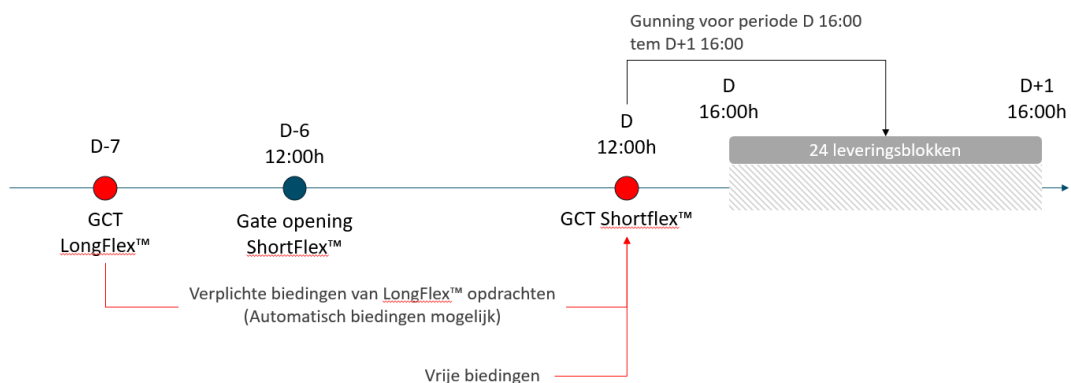 Gunning voor periode D 16:00
tem D+1 16:00
D
16:00h
D+1
16:00h
D-7
D-6
12:00h
D
12:00h
24 leveringsblokken
GCT
LongFlex™
Gate opening
ShortFlex™
GCT Shortflex™
Verplichte biedingen van LongFlex™ opdrachten
(Automatisch biedingen mogelijk)
Vrije biedingen